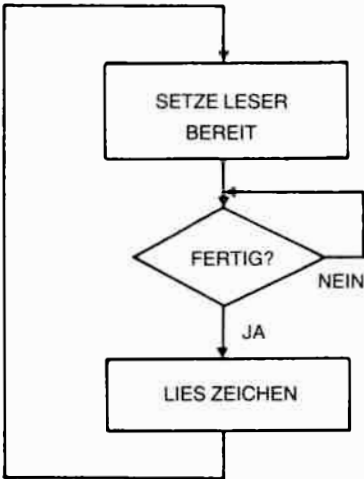 SETZE LESER
BEREIT
FERTIG?
NEIN
JA
LIES ZEICHEN